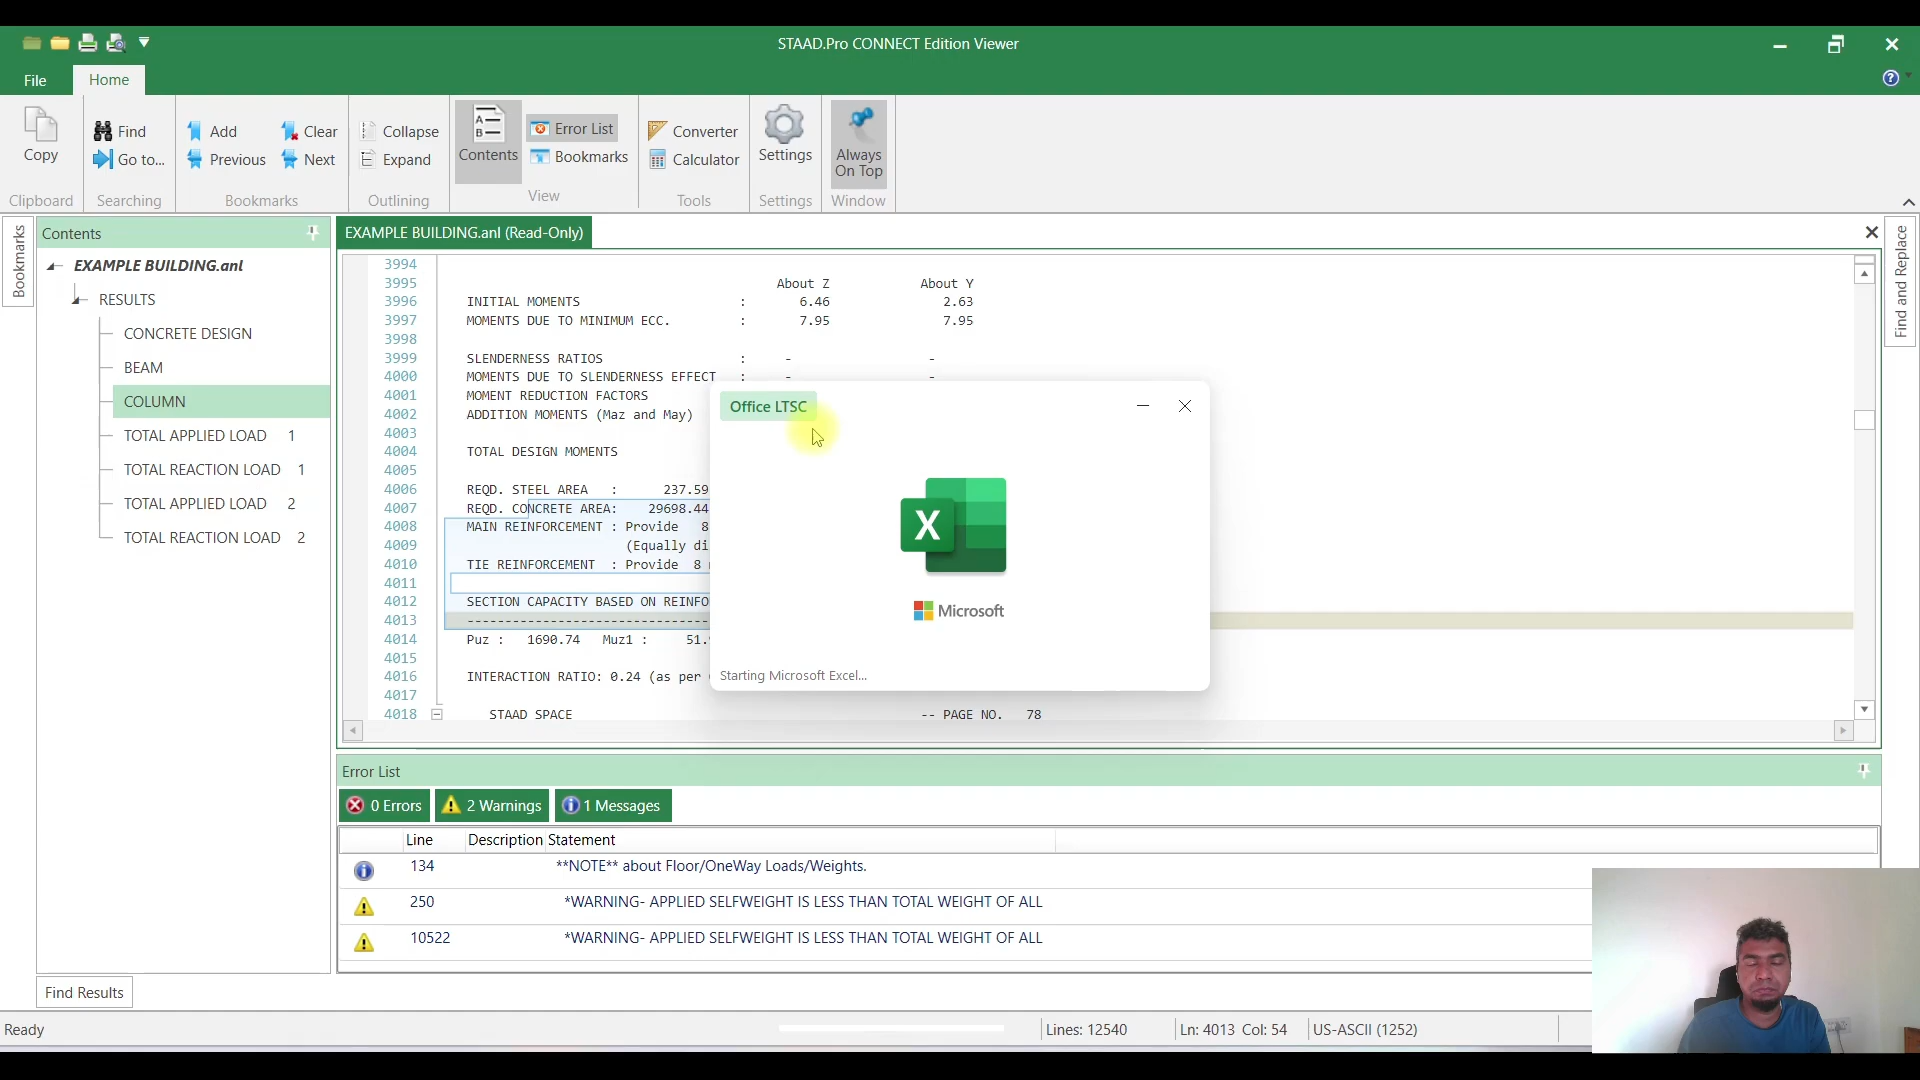 STAAD.Pro CONNECT Edition Viewer
File
Home
Copy
Find
Go to...
Add
Previous
Clear
Next
Collapse
Expand
Contents
Error List
Bookmarks
Converter
Calculator
Settings
Always
On Top
Clipboard
Searching
Bookmarks
Outlining
View
Tools
Settings
Window
Bookmarks
Contents
EXAMPLE BUILDING.anl
RESULTS
CONCRETE DESIGN
BEAM
COLUMN
TOTAL APPLIED LOAD 1
TOTAL REACTION LOAD 1
TOTAL APPLIED LOAD 2
TOTAL REACTION LOAD 2
EXAMPLE BUILDING.anl (Read-Only)
Find and Replace
3994
3995 About Z About Y
3996 INITIAL MOMENTS : 6.46 2.63
3997 MOMENTS DUE TO MINIMUM ECC. : 7.95 7.95
3998
3999 SLENDERNESS RATIOS : - -
4000 MOMENTS DUE TO SLENDERNESS EFFECT : - -
4001 MOMENT REDUCTION FACTORS
4002 ADDITION MOMENTS (Maz and May)
4003
4004 TOTAL DESIGN MOMENTS
4005
4006 REQD. STEEL AREA : 237.59
4007 REQD. CONCRETE AREA: 29698.44
4008 MAIN REINFORCEMENT : Provide 8
4009 (Equally di
4010 TIE REINFORCEMENT : Provide 8
4011
4012 SECTION CAPACITY BASED ON REINFO
4013 --------------------------------
4014 Puz : 1690.74 Muz1 : 51.
4015
4016 INTERACTION RATIO: 0.24 (as per
4017
4018 STAAD SPACE -- PAGE NO. 78
Office LTSC
X
Microsoft
Starting Microsoft Excel...
Error List
0 Errors
2 Warnings
1 Messages
Line Description Statement
134 **NOTE** about Floor/OneWay Loads/Weights.
250 *WARNING- APPLIED SELFWEIGHT IS LESS THAN TOTAL WEIGHT OF ALL
10522 *WARNING- APPLIED SELFWEIGHT IS LESS THAN TOTAL WEIGHT OF ALL
Find Results
Ready
Lines: 12540
Ln: 4013 Col: 54
US-ASCII (1252)